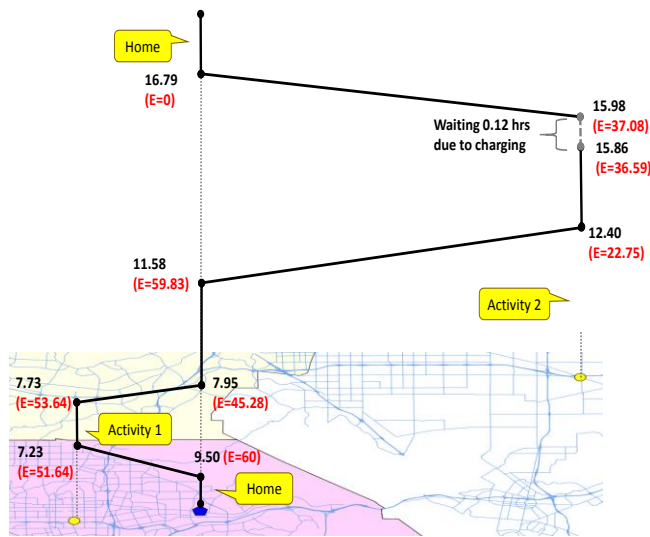 Home
16.79
(E=0)
15.98
(E=37.08)
Waiting 0.12 hrs
due to charging
15.86
(E=36.59)
12.40
(E=22.75)
11.58
(E=59.83)
Activity 2
7.73
(E=53.64)
7.95
(E=45.28)
Activity 1
7.23
(E=51.64)
9.50 (E=60)
Home